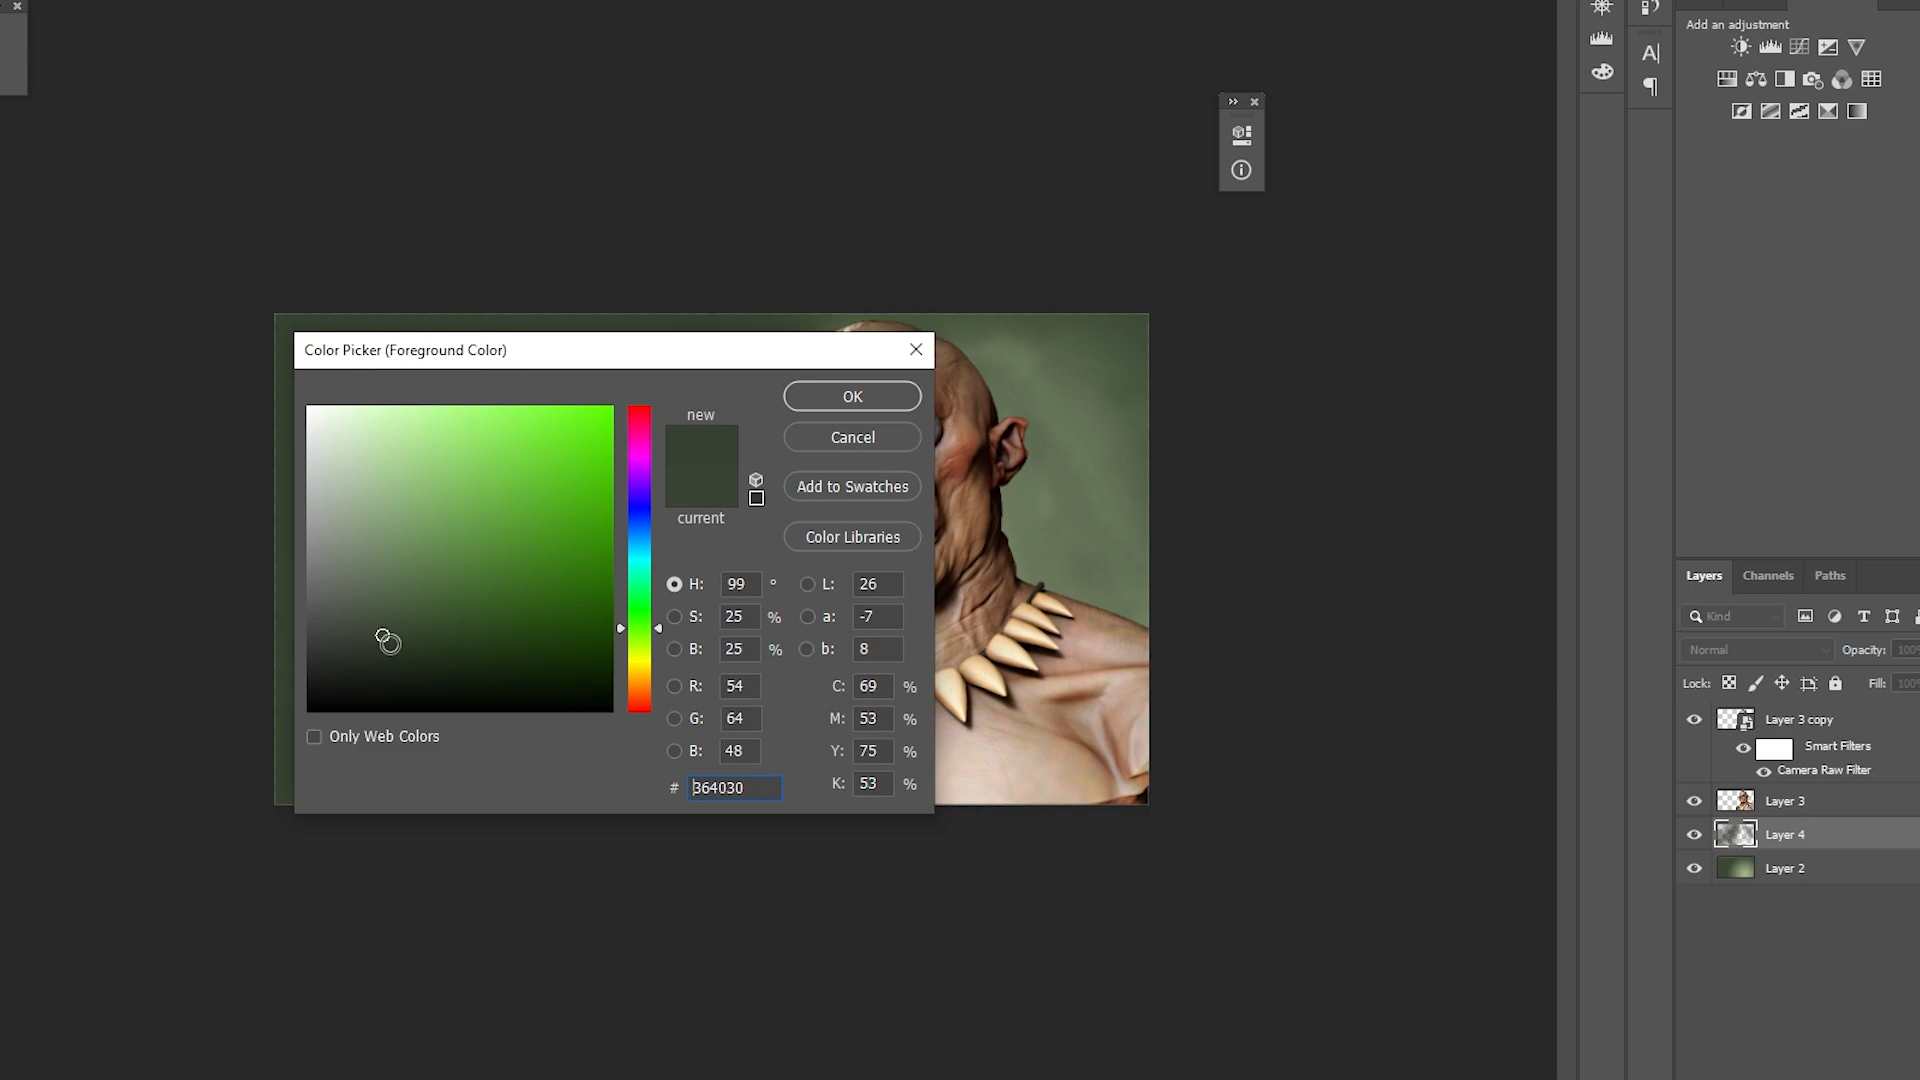 Add an adjustment
Color Picker (Foreground Color)
new
current
OK
Cancel
Add to Swatches
Color Libraries
H: 99 °
S: 25 %
B: 25 %
R: 54
G: 64
B: 48
# 364030
L: 26
a: -7
b: 8
C: 69 %
M: 53 %
Y: 75 %
K: 53 %
Only Web Colors
Layers Channels Paths
Kind
Normal Opacity: 100%
Lock: Fill: 100%
Layer 3 copy
Smart Filters
Camera Raw Filter
Layer 3
Layer 4
Layer 2